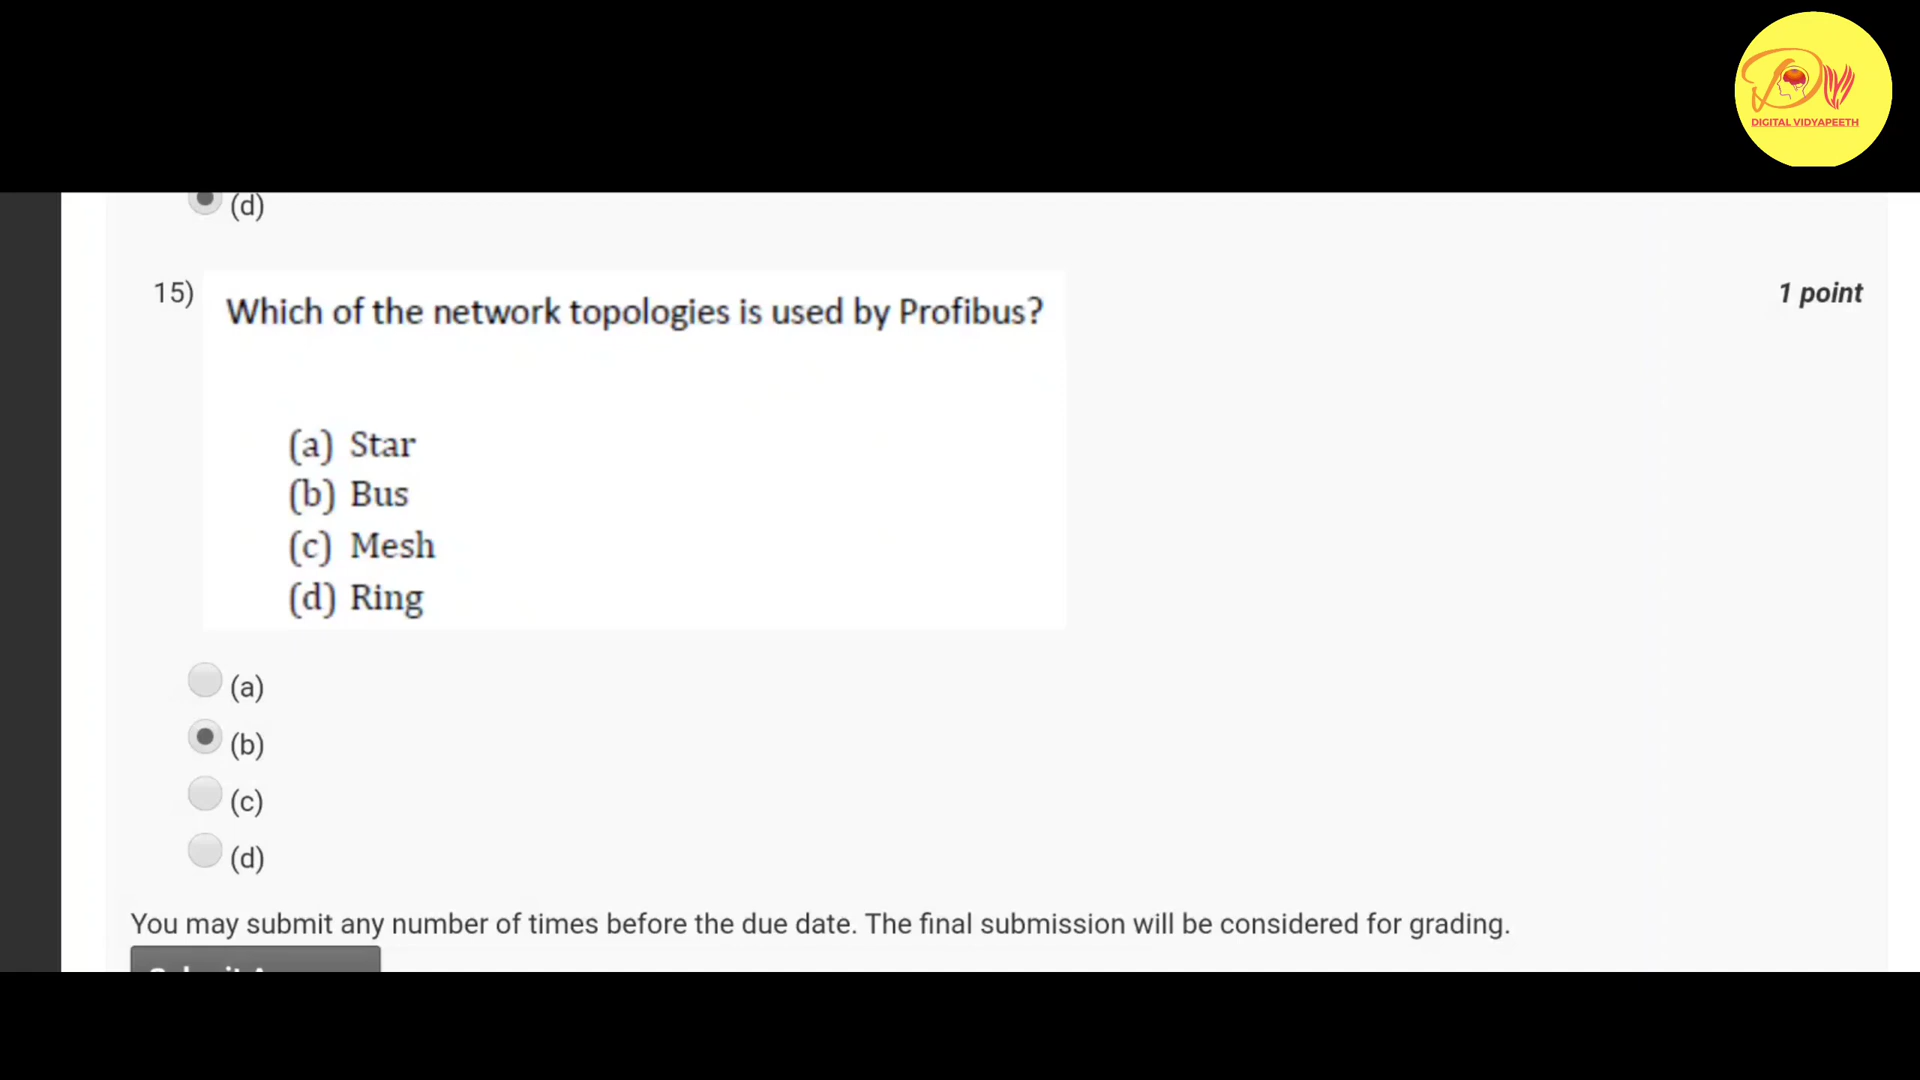 DIGITAL VIDYAPEETH
(d)
15) Which of the network topologies is used by Profibus? 1 point
(a) Star
(b) Bus
(c) Mesh
(d) Ring
(a)
(b)
(c)
(d)
You may submit any number of times before the due date. The final submission will be considered for grading.